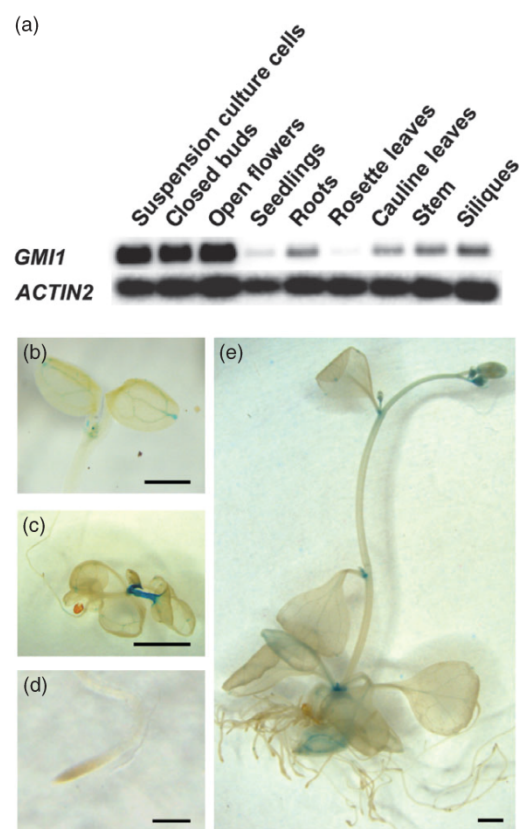 (a)
Suspension culture cells
Closed buds
Open flowers
Seedlings
Roots
Rosette leaves
Cauline leaves
Stem
Siliques
GMI1
ACTIN2
(b)
(e)
(c)
(d)